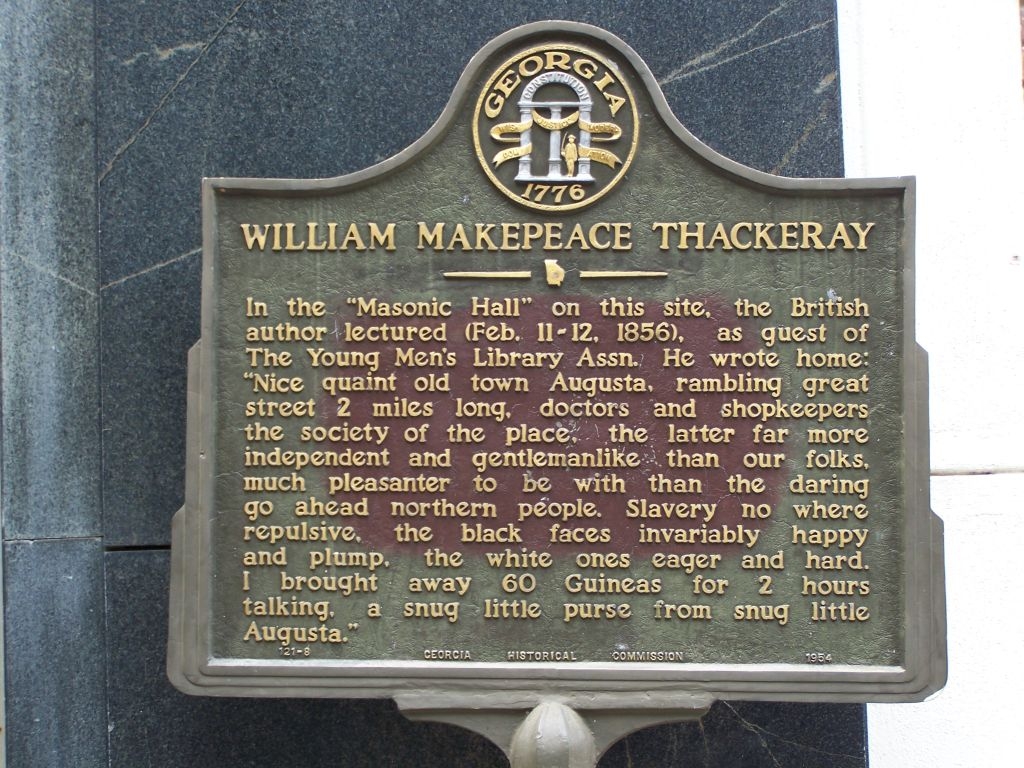 GEORGIA
CONSTITUTION
WISDOM JUSTICE MODERATION
1776
WILLIAM MAKEPEACE THACKERAY
In the "Masonic Hall" on this site, the British
author lectured (Feb. 11-12, 1856), as guest of
The Young Men's Library Assn. He wrote home:
"Nice quaint old town Augusta, rambling great
street 2 miles long, doctors and shopkeepers
the society of the place, the latter far more
independent and gentlemanlike than our folks,
much pleasanter to be with than the daring
go ahead northern people. Slavery no where
repulsive, the black faces invariably happy
and plump, the white ones eager and hard.
I brought away 60 Guineas for 2 hours
talking, a snug little purse from snug little
Augusta."
121-8 GEORGIA HISTORICAL COMMISSION 1954